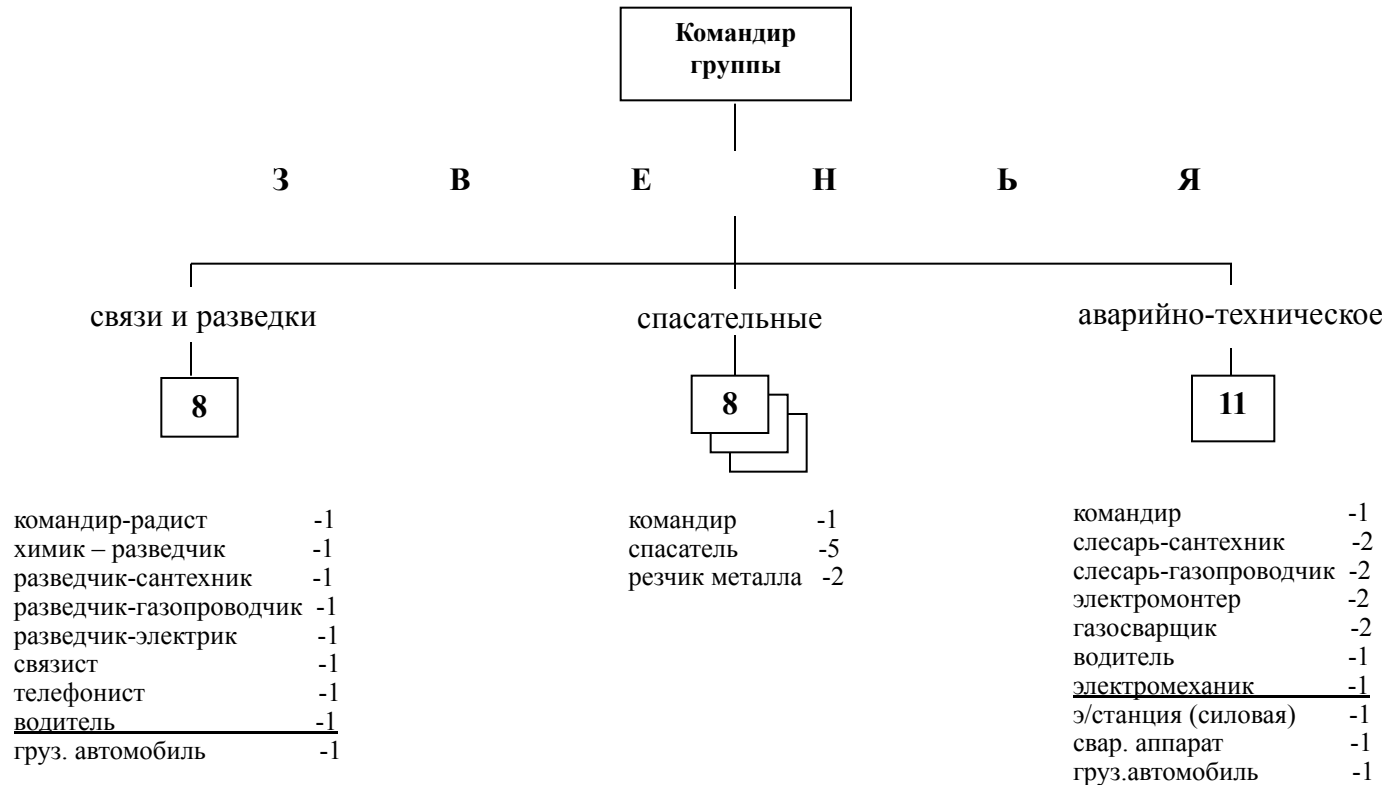 Командир
группы
З В Е Н Ь Я
связи и разведки
8
командир-радист -1
химик – разведчик -1
разведчик-сантехник -1
разведчик-газопроводчик -1
разведчик-электрик -1
связист -1
телефонист -1
водитель -1
груз. автомобиль -1
спасательные
8
командир -1
спасатель -5
резчик металла -2
аварийно-техническое
11
командир -1
слесарь-сантехник -2
слесарь-газопроводчик -2
электромонтер -2
газосварщик -2
водитель -1
электромеханик -1
э/станция (силовая) -1
свар. аппарат -1
груз.автомобиль -1